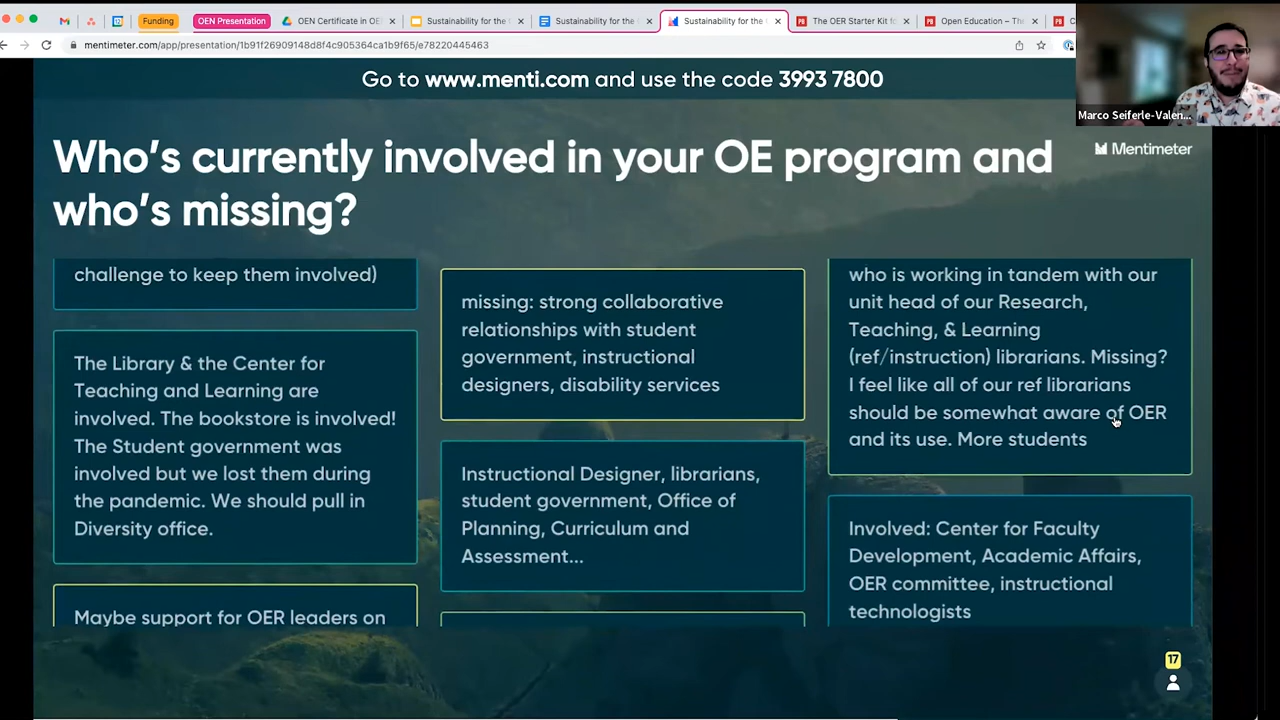 Funding
OEN Presentation
OEN Certificate in OE
Sustainability for the
Sustainability for the
Sustainability for the
The OER Starter Kit fo
Open Education – The
mentimeter.com/app/presentation/1b91f26909148d8f4c905364ca1b9f65/e78220445463
Go to www.menti.com and use the code 3993 7800
Marco Seiferle-Valen...
Mentimeter
Who's currently involved in your OE program and
who's missing?
challenge to keep them involved)
The Library & the Center for
Teaching and Learning are
involved. The bookstore is involved!
The Student government was
involved but we lost them during
the pandemic. We should pull in
Diversity office.
Maybe support for OER leaders on
missing: strong collaborative
relationships with student
government, instructional
designers, disability services
Instructional Designer, librarians,
student government, Office of
Planning, Curriculum and
Assessment...
who is working in tandem with our
unit head of our Research,
Teaching, & Learning
(ref/instruction) librarians. Missing?
I feel like all of our ref librarians
should be somewhat aware of OER
and its use. More students
Involved: Center for Faculty
Development, Academic Affairs,
OER committee, instructional
technologists
17